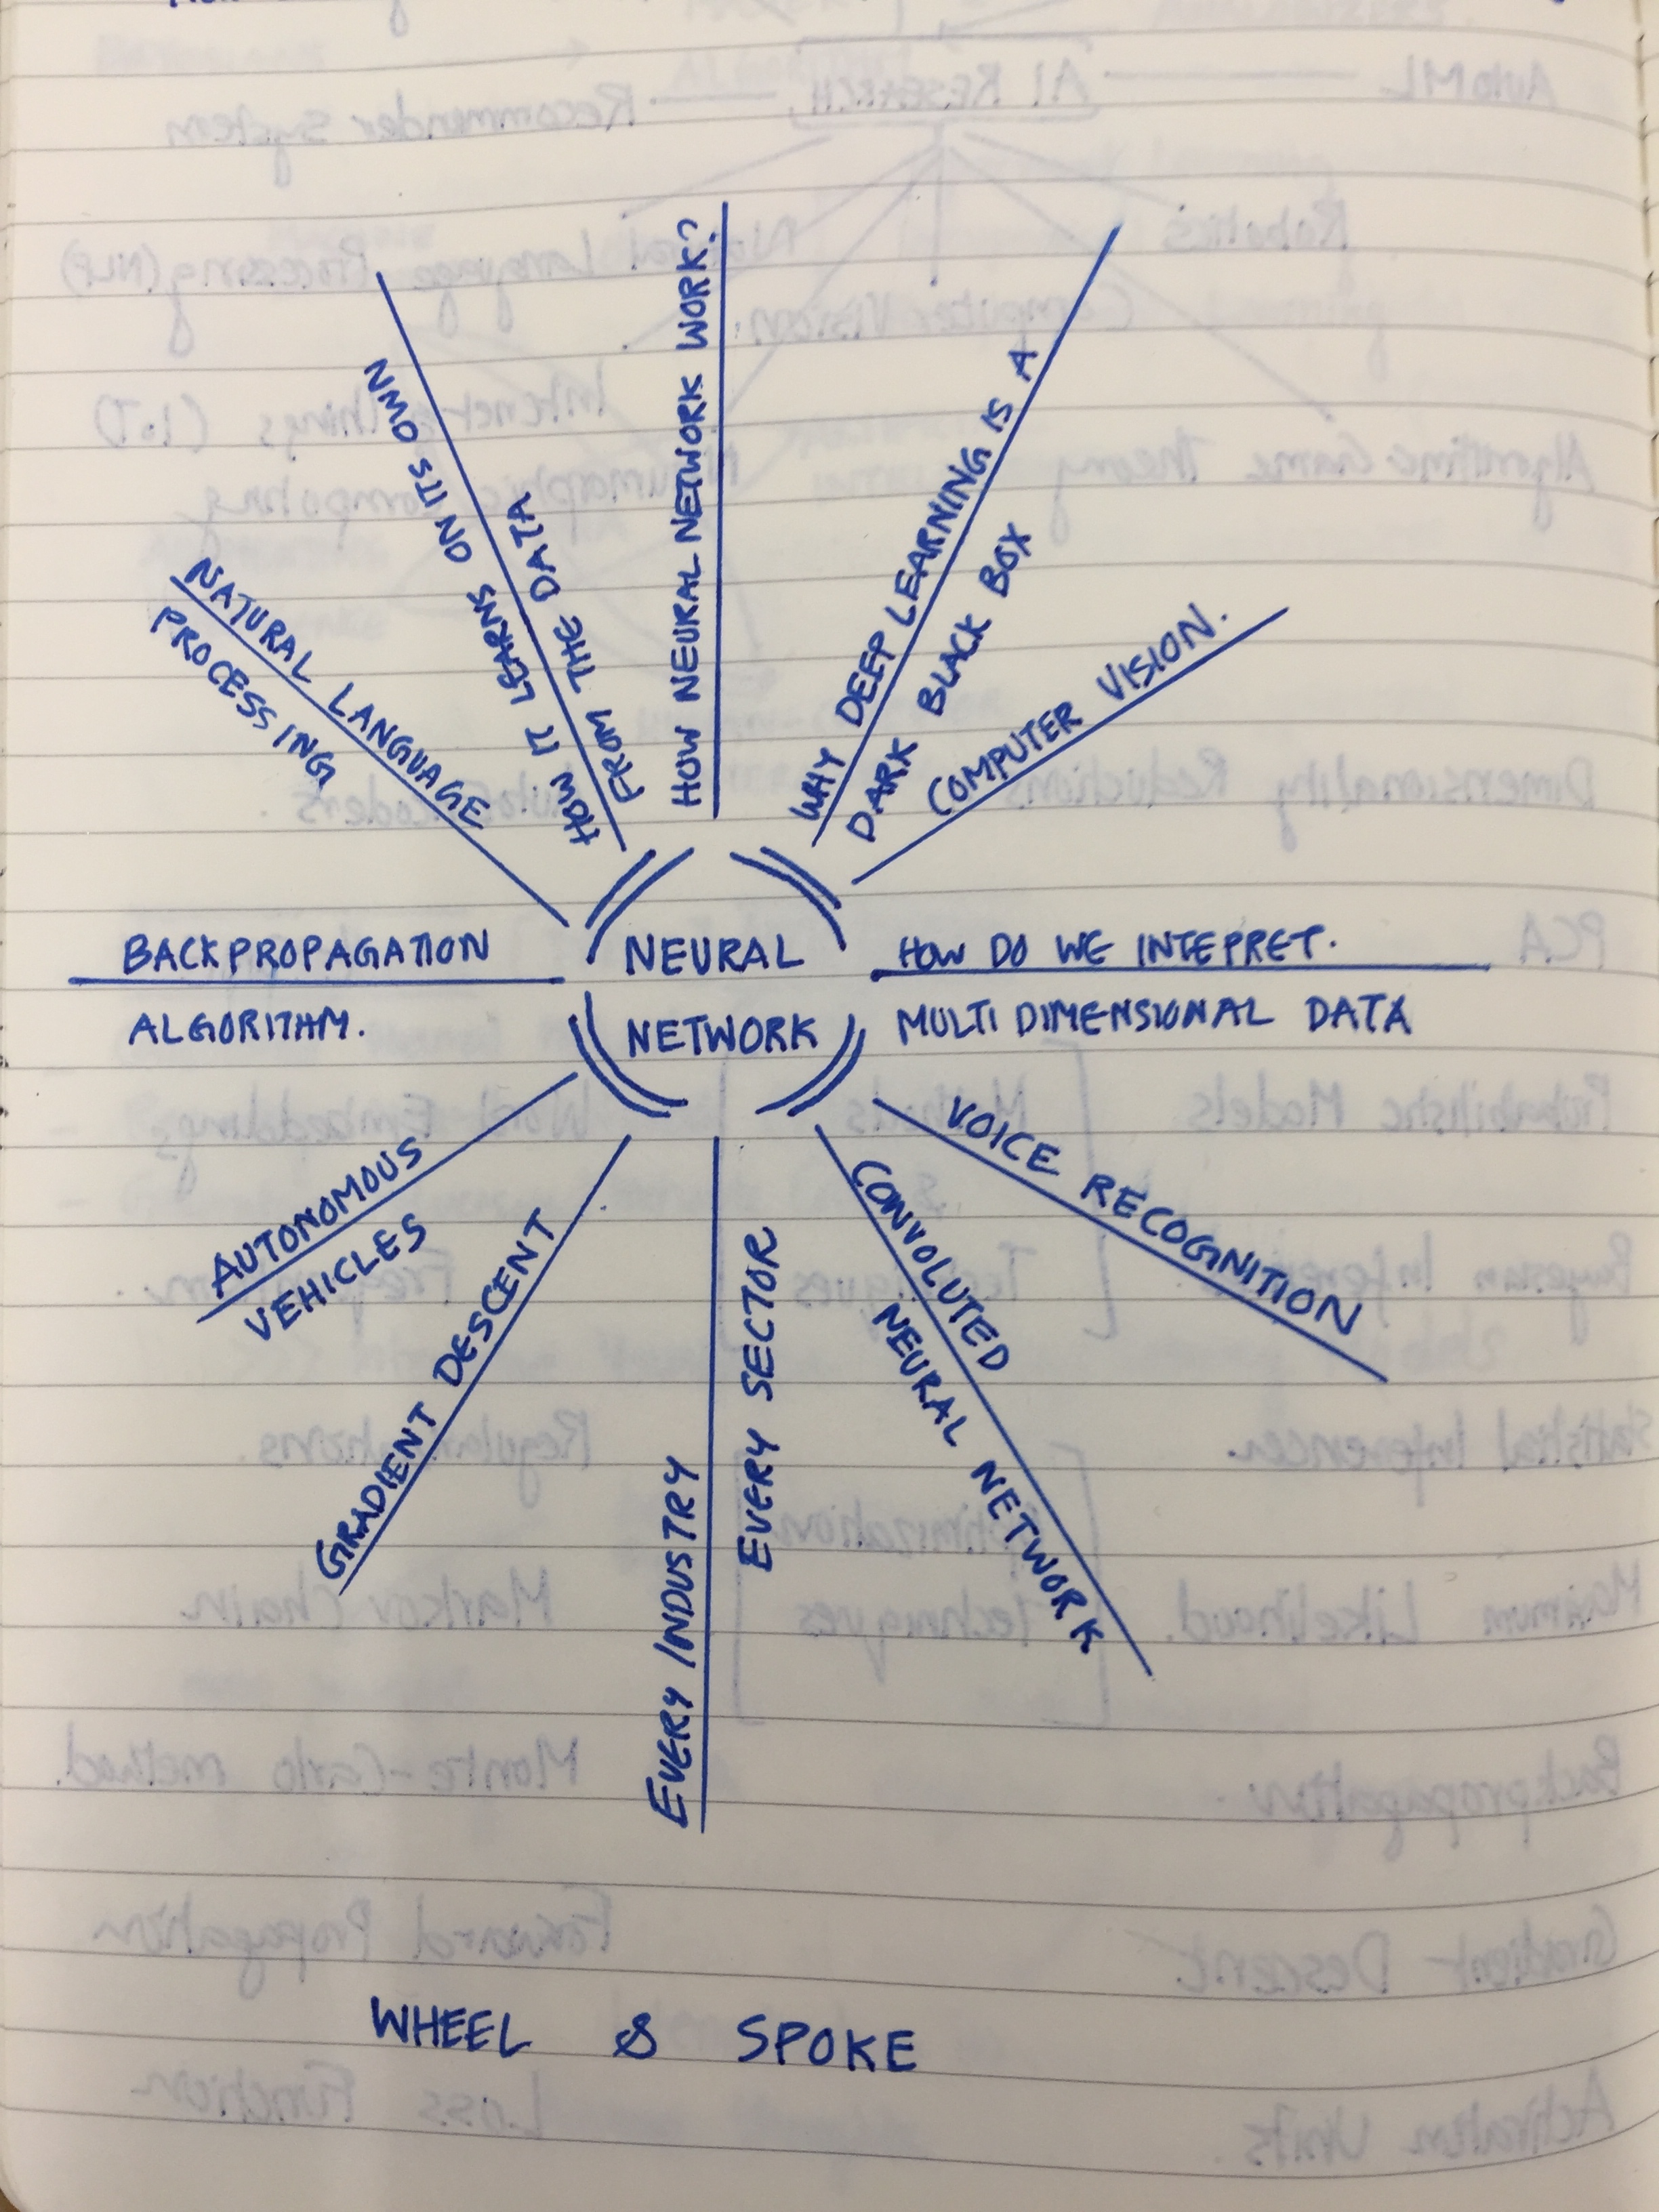 HOW NEURAL NETWORK WORK?
WHY DEEP LEARNING IS A
DARK BLACK BOX
COMPUTER VISION.
HOW DO WE INTEPRET.
MULTI DIMENSIONAL DATA
VOICE RECOGNITION
CONVOLUTED
NEURAL NETWORK
EVERY INDUSTRY
EVERY SECTOR
GRADIENT DESCENT
AUTONOMOUS
VEHICLES
BACKPROPAGATION
ALGORITHM.
NATURAL LANGUAGE
PROCESSING
HOW IT LEARNS ON ITS OWN
FROM THE DATA
NEURAL
NETWORK
WHEEL & SPOKE